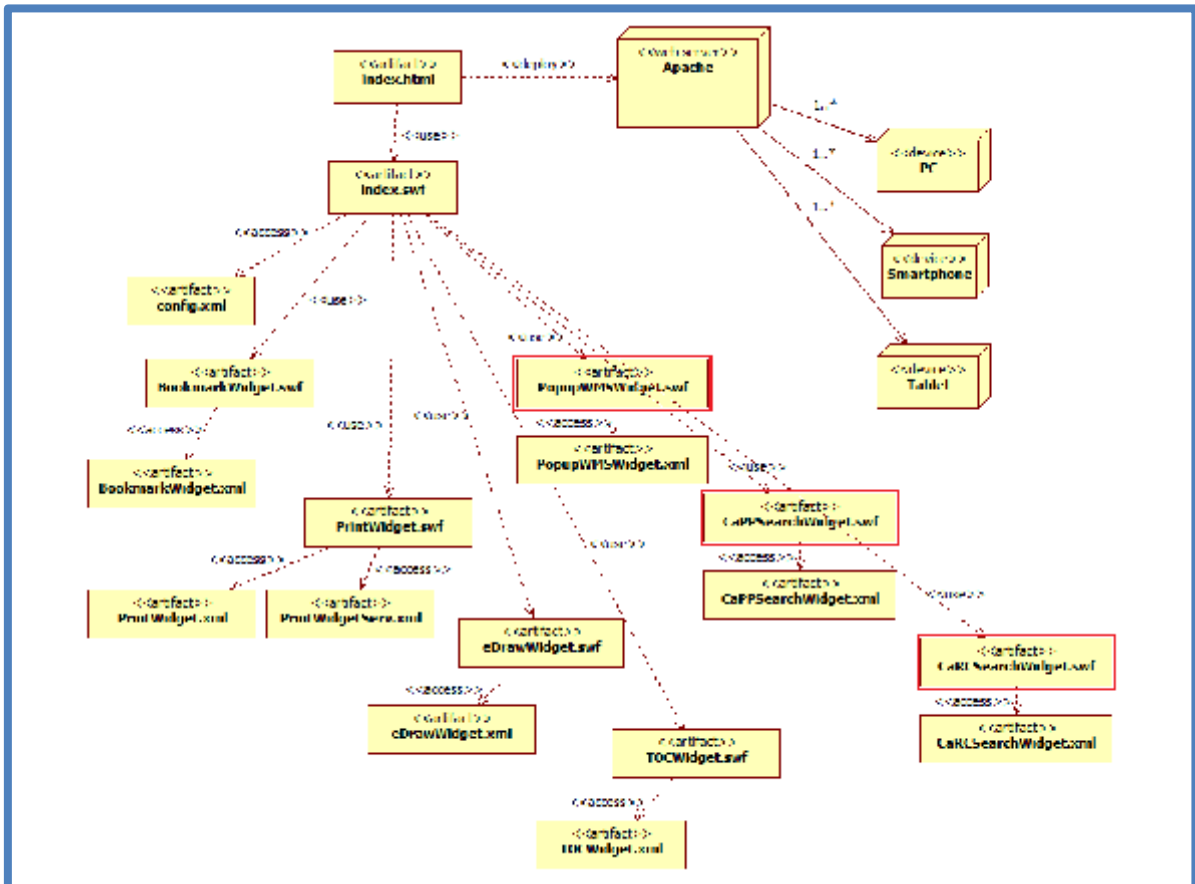 <<artifact>>
Index.html
<<deploy>>
<<web server>>
Apache
<<use>>
1..*
<<device>>
PC
<<artifact>>
Index.swf
1..*
1..*
<<access>>
<<device>>
Smartphone
<<artifact>>
config.xml
<<use>>
<<use>>
<<artifact>>
BookmarkWidget.swf
<<artifact>>
PopupWMSWidget.swf
<<device>>
Tablet
<<access>>
<<use>>
<<use>>
<<access>>
<<artifact>>
BookmarkWidget.xml
<<artifact>>
PopupWMSWidget.xml
<<use>>
<<artifact>>
PrintWidget.swf
<<artifact>>
CaPPSearchWidget.swf
<<access>>
<<access>>
<<use>>
<<access>>
<<artifact>>
PrintWidget.xml
<<artifact>>
PrintWidgetServ.xml
<<artifact>>
CaPPSearchWidget.xml
<<use>>
<<artifact>>
eDrawWidget.swf
<<artifact>>
CaRCSearchWidget.swf
<<access>>
<<access>>
<<artifact>>
eDrawWidget.xml
<<artifact>>
CaRCSearchWidget.xml
<<artifact>>
TOCWidget.swf
<<access>>
<<artifact>>
TOCWidget.xml